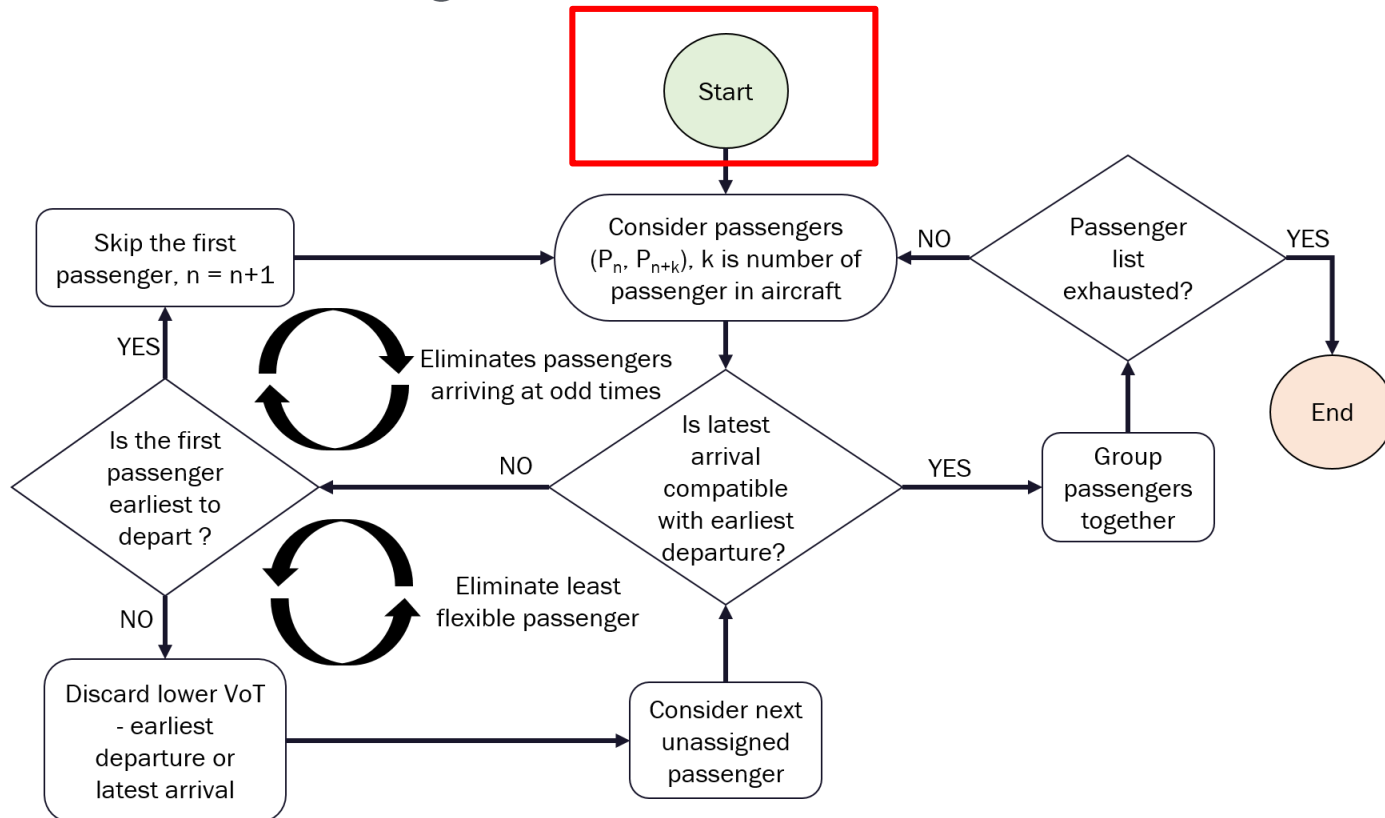 Start
Consider passengers
(Pn, Pn+k), k is number of
passenger in aircraft
Skip the first
passenger, n = n+1
NO
Passenger
list
exhausted?
YES
YES
Eliminates passengers
arriving at odd times
Is the first
passenger
earliest to
depart ?
NO
Is latest
arrival
compatible
with earliest
departure?
YES
Group
passengers
together
End
NO
Eliminate least
flexible passenger
Discard lower VoT
- earliest
departure or
latest arrival
Consider next
unassigned
passenger